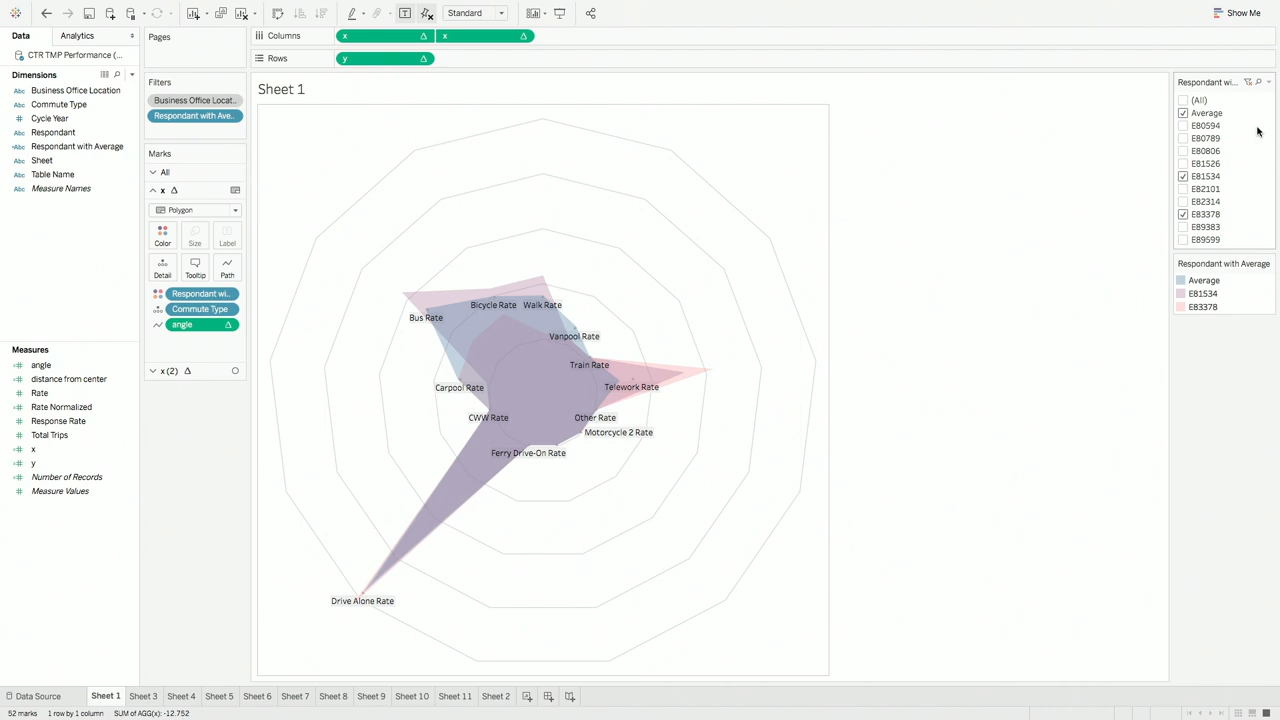 Standard
Show Me
Data
Analytics
CTR TMP Performance (...
Dimensions
Abc Business Office Location
Abc Commute Type
# Cycle Year
Abc Respondant
Abc Respondant with Average
Abc Sheet
Abc Table Name
Abc Measure Names
Measures
# angle
# distance from center
# Rate
# Rate Normalized
# Response Rate
# Total Trips
# x
# y
# Number of Records
# Measure Values
Pages
Filters
Business Office Locat..
Respondant with Ave..
Marks
All
x Δ
Polygon
Color
Size
Label
Detail
Tooltip
Path
Respondant wi..
Commute Type
angle Δ
x (2) Δ
Columns
x Δ
x Δ
Rows
y Δ
Sheet 1
Bicycle Rate
Walk Rate
Bus Rate
Vanpool Rate
Train Rate
Carpool Rate
Telework Rate
CWW Rate
Other Rate
Motorcycle 2 Rate
Ferry Drive-On Rate
Drive Alone Rate
Respondant wi...
(All)
Average
E80594
E80789
E80806
E81526
E81534
E82101
E82314
E83378
E89383
E89599
Respondant with Average
Average
E81534
E83378
Data Source
Sheet 1
Sheet 3
Sheet 4
Sheet 5
Sheet 6
Sheet 7
Sheet 8
Sheet 9
Sheet 10
Sheet 11
Sheet 2
52 marks
1 row by 1 column
SUM of AGG(x): -12.752